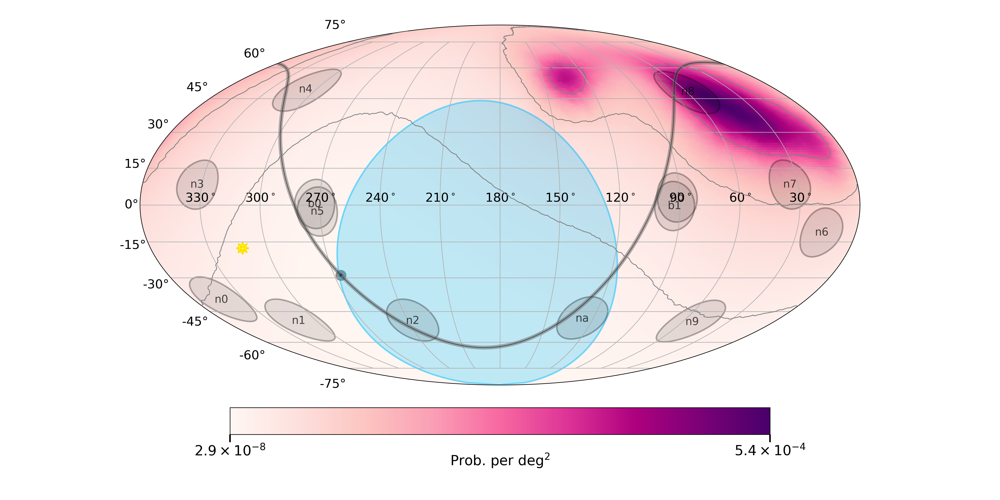 75°
60°
45°
30°
15°
0°
-15°
-30°
-45°
-60°
-75°
330° 300° 270° 240° 210° 180° 150° 120° 90° 60° 30°
n4
n8
n3
n7
b0
n5
b1
n6
n0
n1
n2
na
n9
2.9 × 10⁻⁸
5.4 × 10⁻⁴
Prob. per deg²